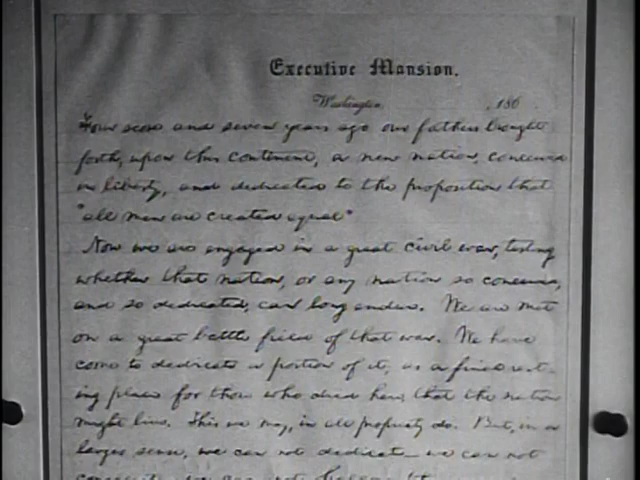 Executive Mansion.
Washington, , 186
Four score and seven years ago our fathers brought
forth, upon this continent, a new nation, conceived
in liberty, and dedicated to the proposition that
"all men are created equal"
Now we are engaged in a great civil war, testing
whether that nation, or any nation so conceived,
and so dedicated, can long endure. We are met
on a great battle field of that war. We have
come to dedicate a portion of it, as a final rest-
ing place for those who died here, that the nation
might live. This we may, in all propriety do. But, in a
larger sense, we can not dedicate — we can not
consecrate — we can not hallow